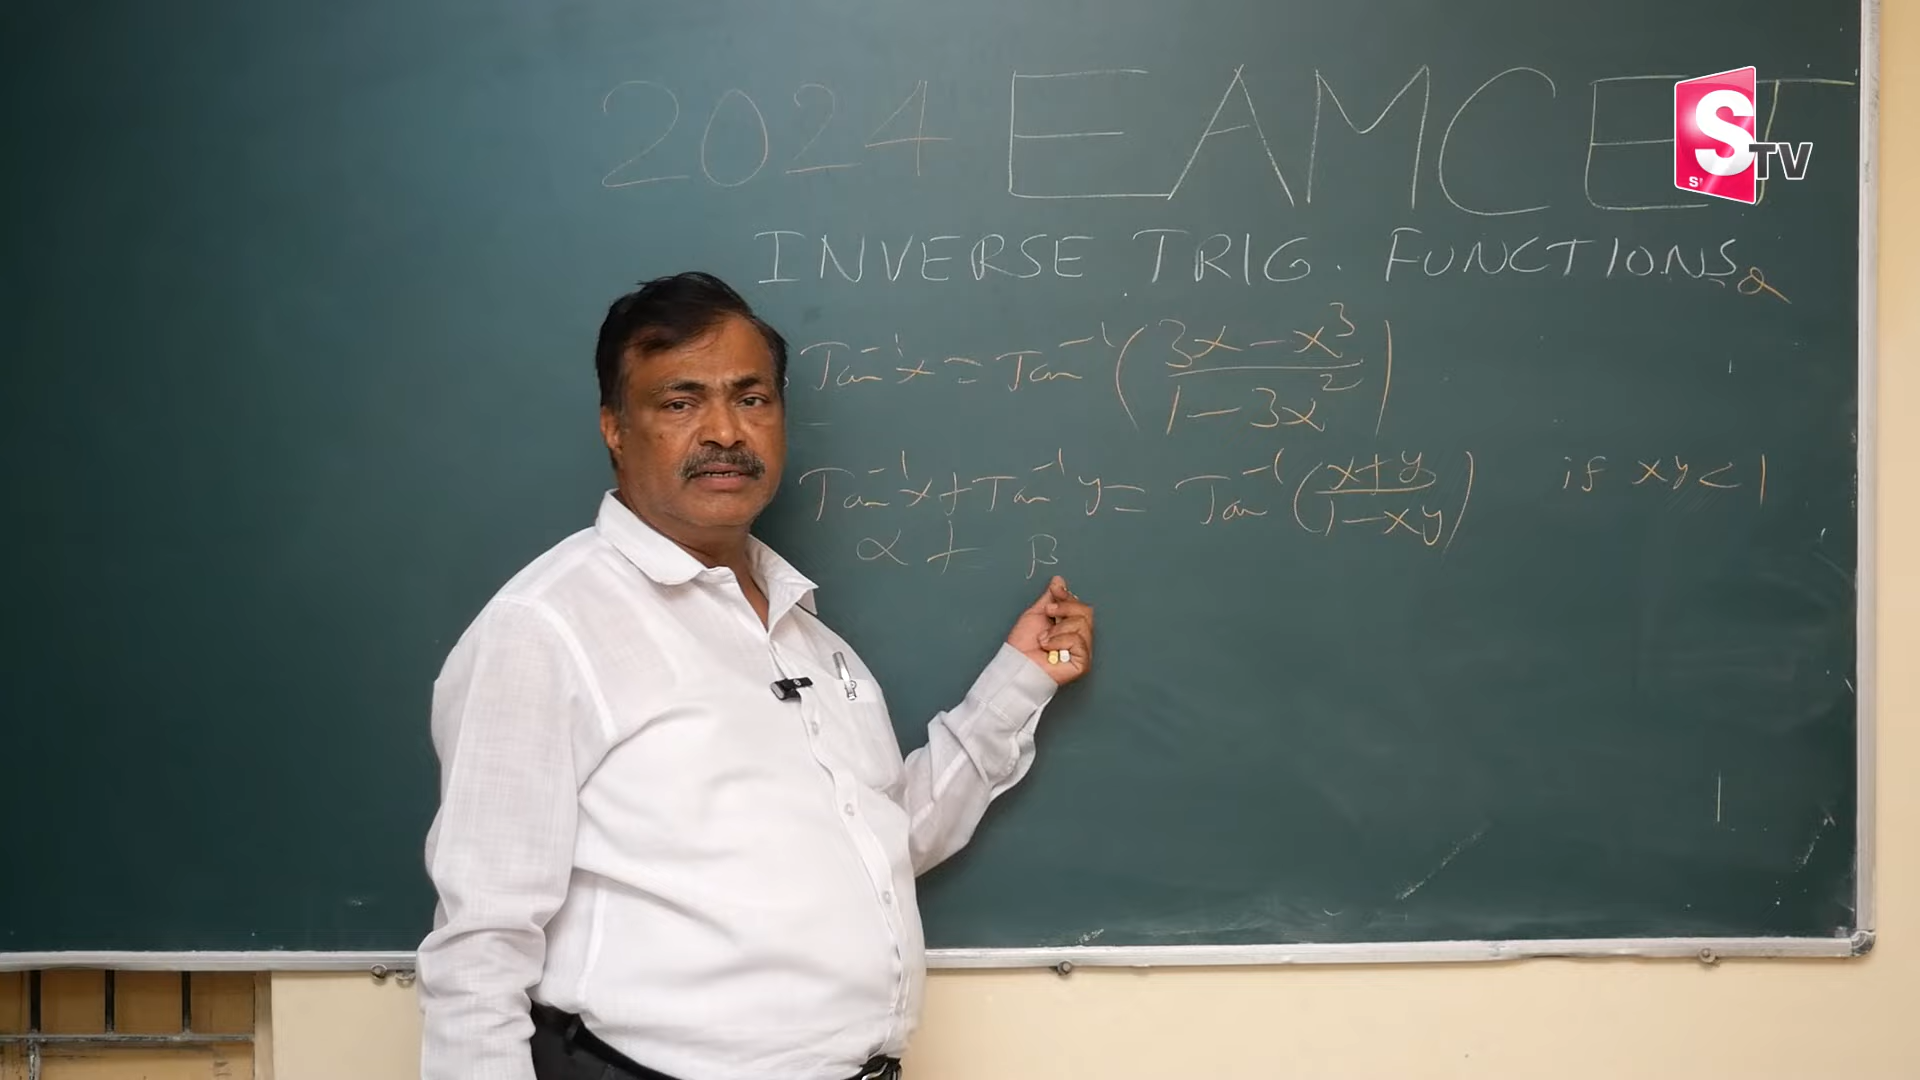 2024 EAMCET
STV
INVERSE TRIG. FUNCTIONS
Tan⁻¹x = Tan⁻¹(3x-x³/1-3x²)
Tan⁻¹x + Tan⁻¹y = Tan⁻¹(x+y/1-xy) if xy<1
α + β